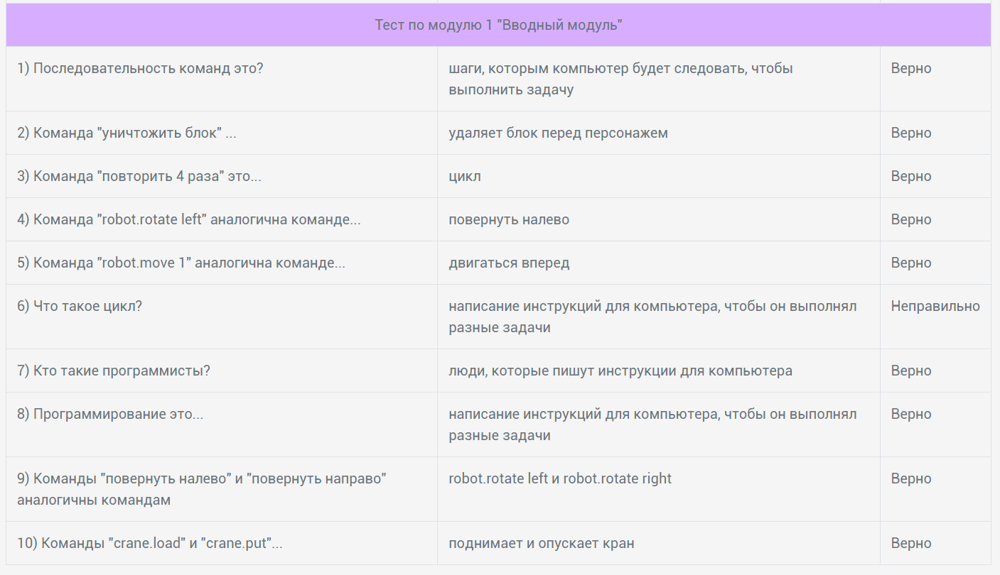 Тест по модулю 1 "Вводный модуль"
1) Последовательность команд это?
шаги, которым компьютер будет следовать, чтобы
выполнить задачу
Верно
2) Команда "уничтожить блок" ...
удаляет блок перед персонажем
Верно
3) Команда "повторить 4 раза" это...
цикл
Верно
4) Команда "robot.rotate left" аналогична команде...
повернуть налево
Верно
5) Команда "robot.move 1" аналогична команде...
двигаться вперед
Верно
6) Что такое цикл?
написание инструкций для компьютера, чтобы он выполнял
разные задачи
Неправильно
7) Кто такие программисты?
люди, которые пишут инструкции для компьютера
Верно
8) Программирование это...
написание инструкций для компьютера, чтобы он выполнял
разные задачи
Верно
9) Команды "повернуть налево" и "повернуть направо"
аналогичны командам
robot.rotate left и robot.rotate right
Верно
10) Команды "crane.load" и "crane.put"...
поднимает и опускает кран
Верно